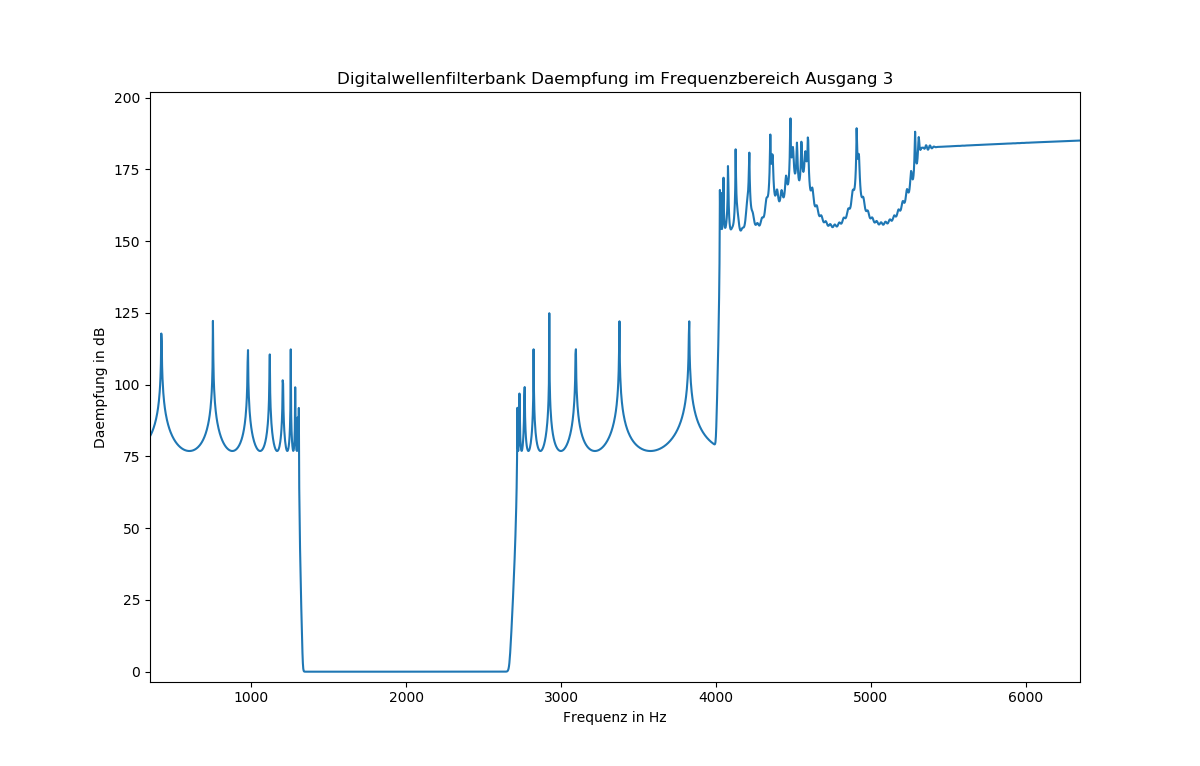 Digitalwellenfilterbank Daempfung im Frequenzbereich Ausgang 3
200
175
150
125
100
75
50
25
0
Daempfung in dB
1000 2000 3000 4000 5000 6000
Frequenz in Hz